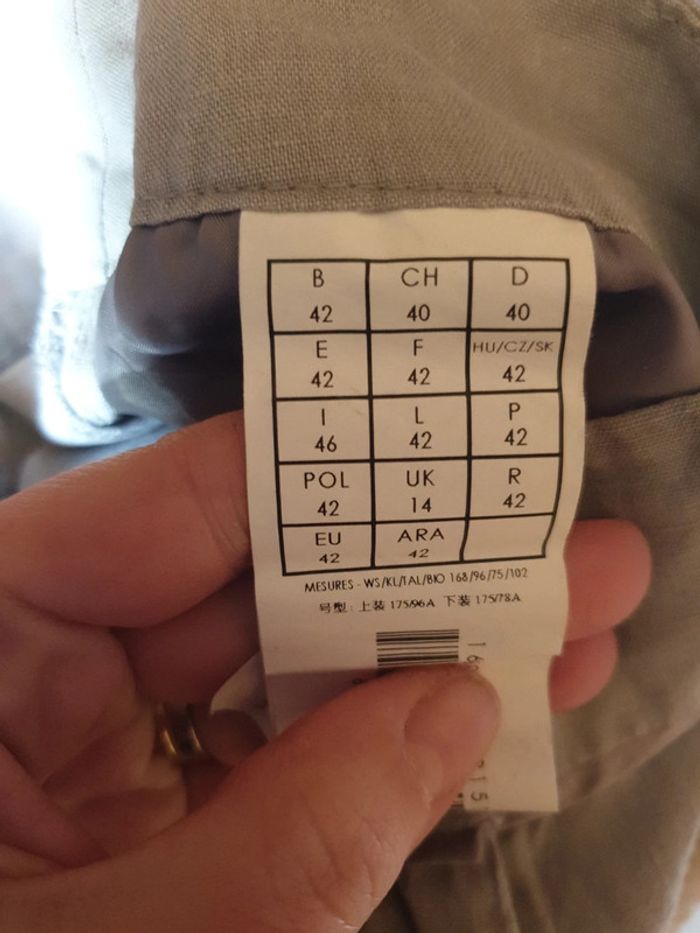 B CH D
42 40 40
E F HU/CZ/SK
42 42 42
I L P
46 42 42
POL UK R
42 14 42
EU ARA
42 42
MESURES - WS/KL/TAL/BIO 168/96/75/102
号型: 上装 175/96A 下装 175/78A